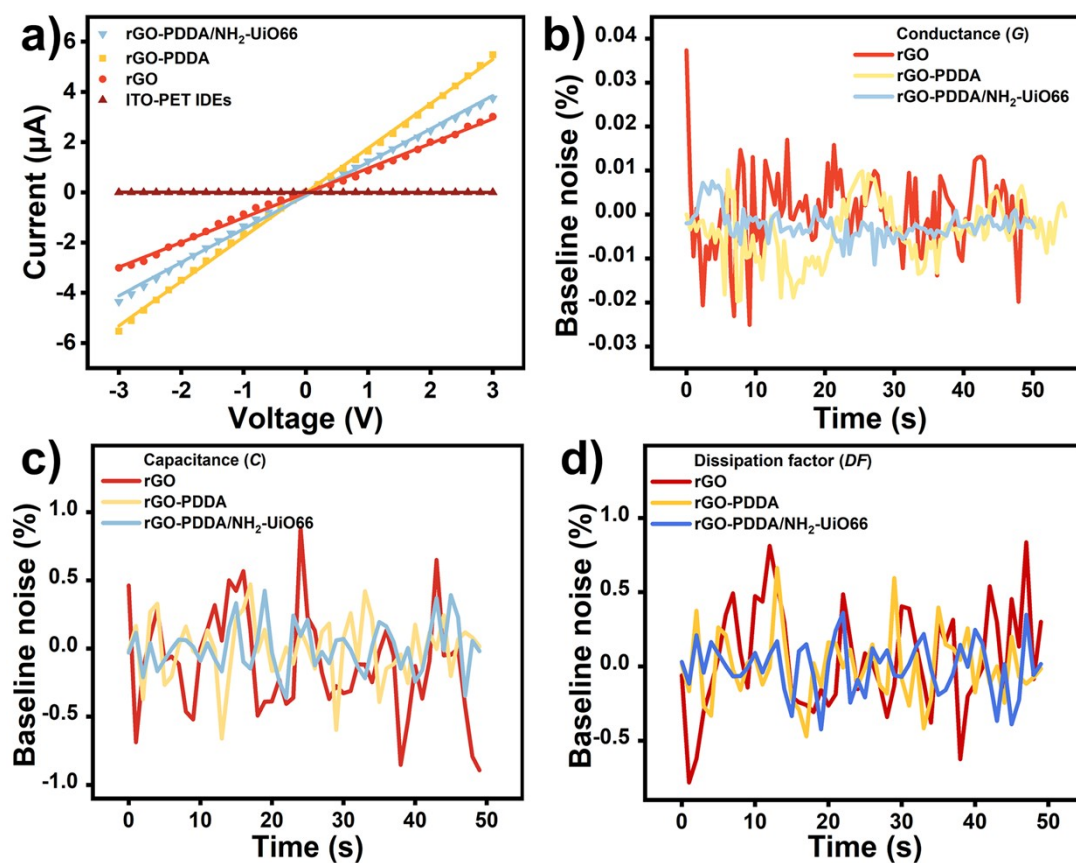 a)
rGO-PDDA/NH₂-UiO66
rGO-PDDA
rGO
ITO-PET IDEs
Current (µA)
6
4
2
0
-2
-4
-6
-3 -2 -1 0 1 2 3
Voltage (V)
b)
Conductance (G)
rGO
rGO-PDDA
rGO-PDDA/NH₂-UiO66
Baseline noise (%)
0.04
0.03
0.02
0.01
0.00
-0.01
-0.02
-0.03
0 10 20 30 40 50
Time (s)
c)
Capacitance (C)
rGO
rGO-PDDA
rGO-PDDA/NH₂-UiO66
Baseline noise (%)
1.0
0.5
0.0
-0.5
-1.0
0 10 20 30 40 50
Time (s)
d)
Dissipation factor (DF)
rGO
rGO-PDDA
rGO-PDDA/NH₂-UiO66
Baseline noise (%)
1.0
0.5
0.0
-0.5
0 10 20 30 40 50
Time (s)